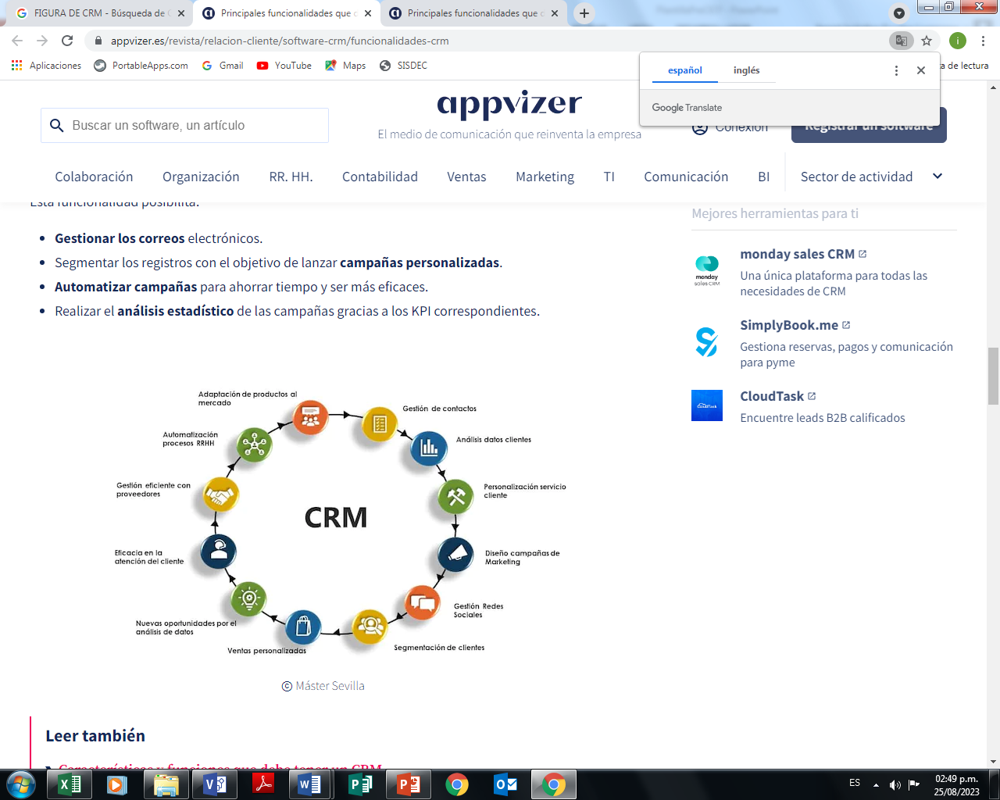 FIGURA DE CRM - Búsqueda de G
Principales funcionalidades que d
Principales funcionalidades que d
appvizer.es/revista/relacion-cliente/software-crm/funcionalidades-crm
i
Aplicaciones
PortableApps.com
Gmail
YouTube
Maps
SISDEC
a de lectura
español
inglés
Google Translate
Buscar un software, un artículo
appvizer
El medio de comunicación que reinventa la empresa
Conexión
Registrar un software
Colaboración
Organización
RR. HH.
Contabilidad
Ventas
Marketing
TI
Comunicación
BI
Sector de actividad
Esta funcionalidad posibilita:
Gestionar los correos electrónicos.
Segmentar los registros con el objetivo de lanzar campañas personalizadas.
Automatizar campañas para ahorrar tiempo y ser más eficaces.
Realizar el análisis estadístico de las campañas gracias a los KPI correspondientes.
Mejores herramientas para ti
monday
sales CRM
monday sales CRM
Una única plataforma para todas las
necesidades de CRM
SimplyBook.me
Gestiona reservas, pagos y comunicación
para pyme
CloudTask
CloudTask
Encuentre leads B2B calificados
Adaptación de productos al
mercado
Gestión de contactos
Automatización
procesos RRHH
Análisis datos clientes
Gestión eficiente con
proveedores
Personalización servicio
cliente
CRM
Eficacia en la
atención del cliente
Diseño campañas de
Marketing
Gestión Redes
Sociales
Nuevas oportunidades por el
análisis de datos
Ventas personalizadas
Segmentación de clientes
© Máster Sevilla
Leer también
Características y funciones que debe tener un CRM
ES
02:49 p.m.
25/08/2023